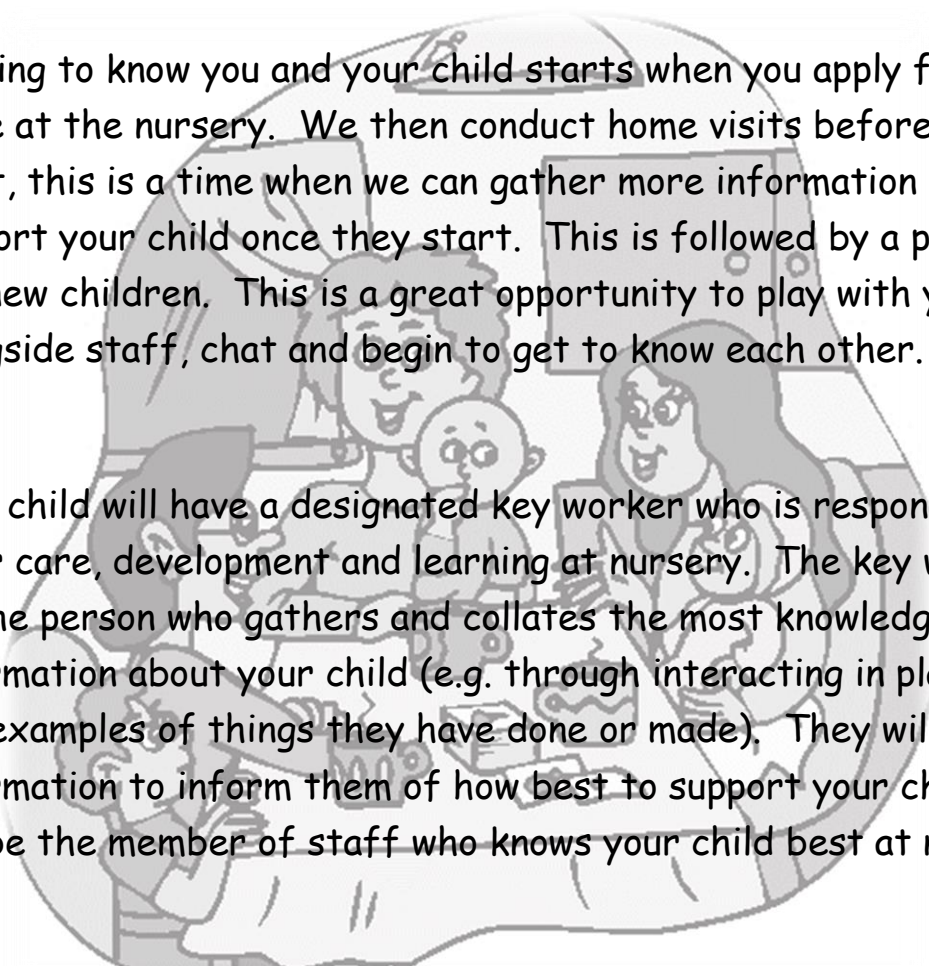 ing to know you and your child starts when you apply f
e at the nursery. We then conduct home visits before
, this is a time when we can gather more information
ort your child once they start. This is followed by a p
new children. This is a great opportunity to play with y
gside staff, chat and begin to get to know each other.
child will have a designated key worker who is respon
r care, development and learning at nursery. The key w
ne person who gathers and collates the most knowledg
rmation about your child (e.g. through interacting in pl
examples of things they have done or made). They wil
rmation to inform them of how best to support your ch
be the member of staff who knows your child best at